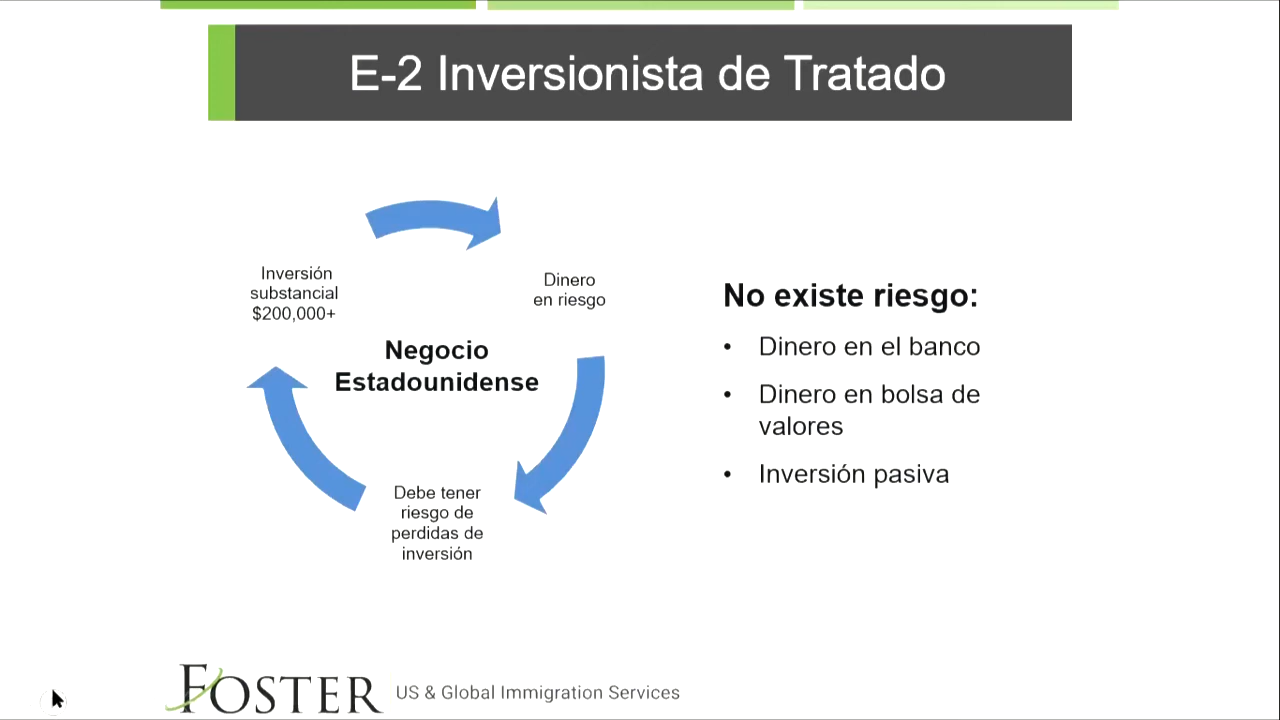 E-2 Inversionista de Tratado
Inversión
substancial
$200,000+
Dinero
en riesgo
Negocio
Estadounidense
Debe tener
riesgo de
perdidas de
inversión
No existe riesgo:
• Dinero en el banco
• Dinero en bolsa de
valores
• Inversión pasiva
FOSTER US & Global Immigration Services